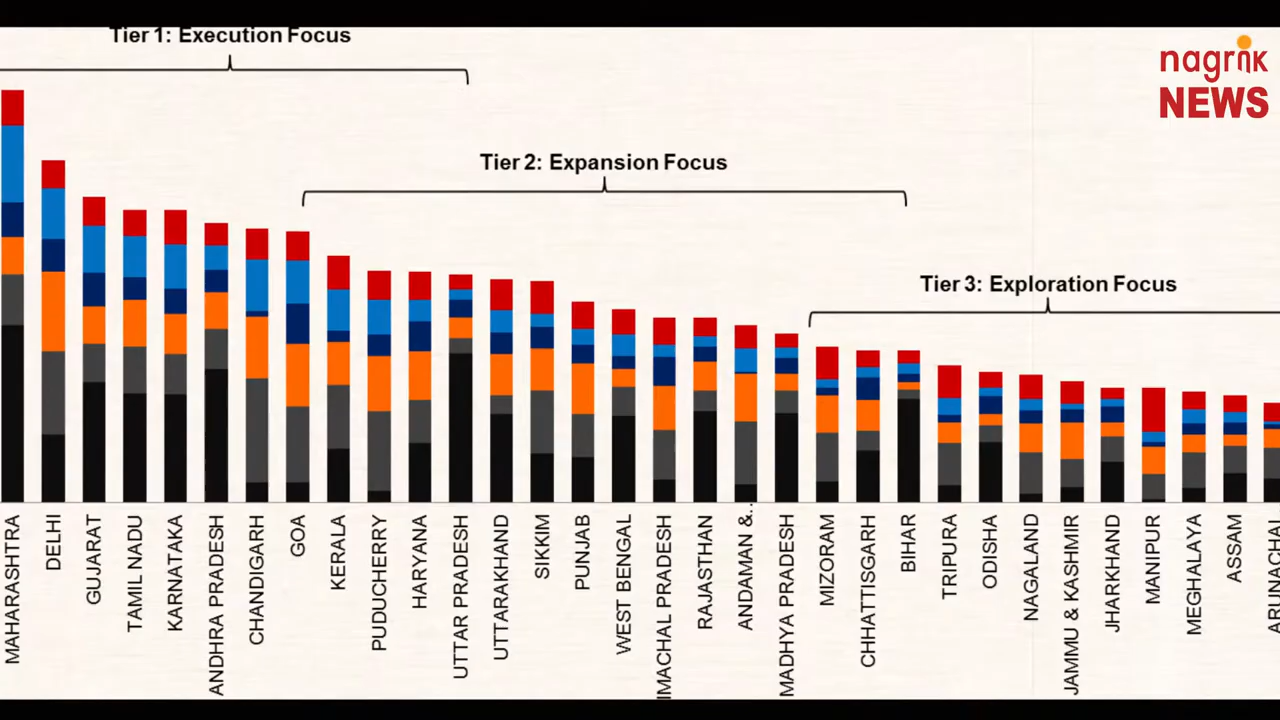 Tier 1: Execution Focus
nagrik
NEWS
Tier 2: Expansion Focus
Tier 3: Exploration Focus
MAHARASHTRA
DELHI
GUJARAT
TAMIL NADU
KARNATAKA
ANDHRA PRADESH
CHANDIGARH
GOA
KERALA
PUDUCHERRY
HARYANA
UTTAR PRADESH
UTTARAKHAND
SIKKIM
PUNJAB
WEST BENGAL
IMACHAL PRADESH
RAJASTHAN
ANDAMAN &..
MADHYA PRADESH
MIZORAM
CHHATTISGARH
BIHAR
TRIPURA
ODISHA
NAGALAND
JAMMU & KASHMIR
JHARKHAND
MANIPUR
MEGHALAYA
ASSAM
ARUNACHAL